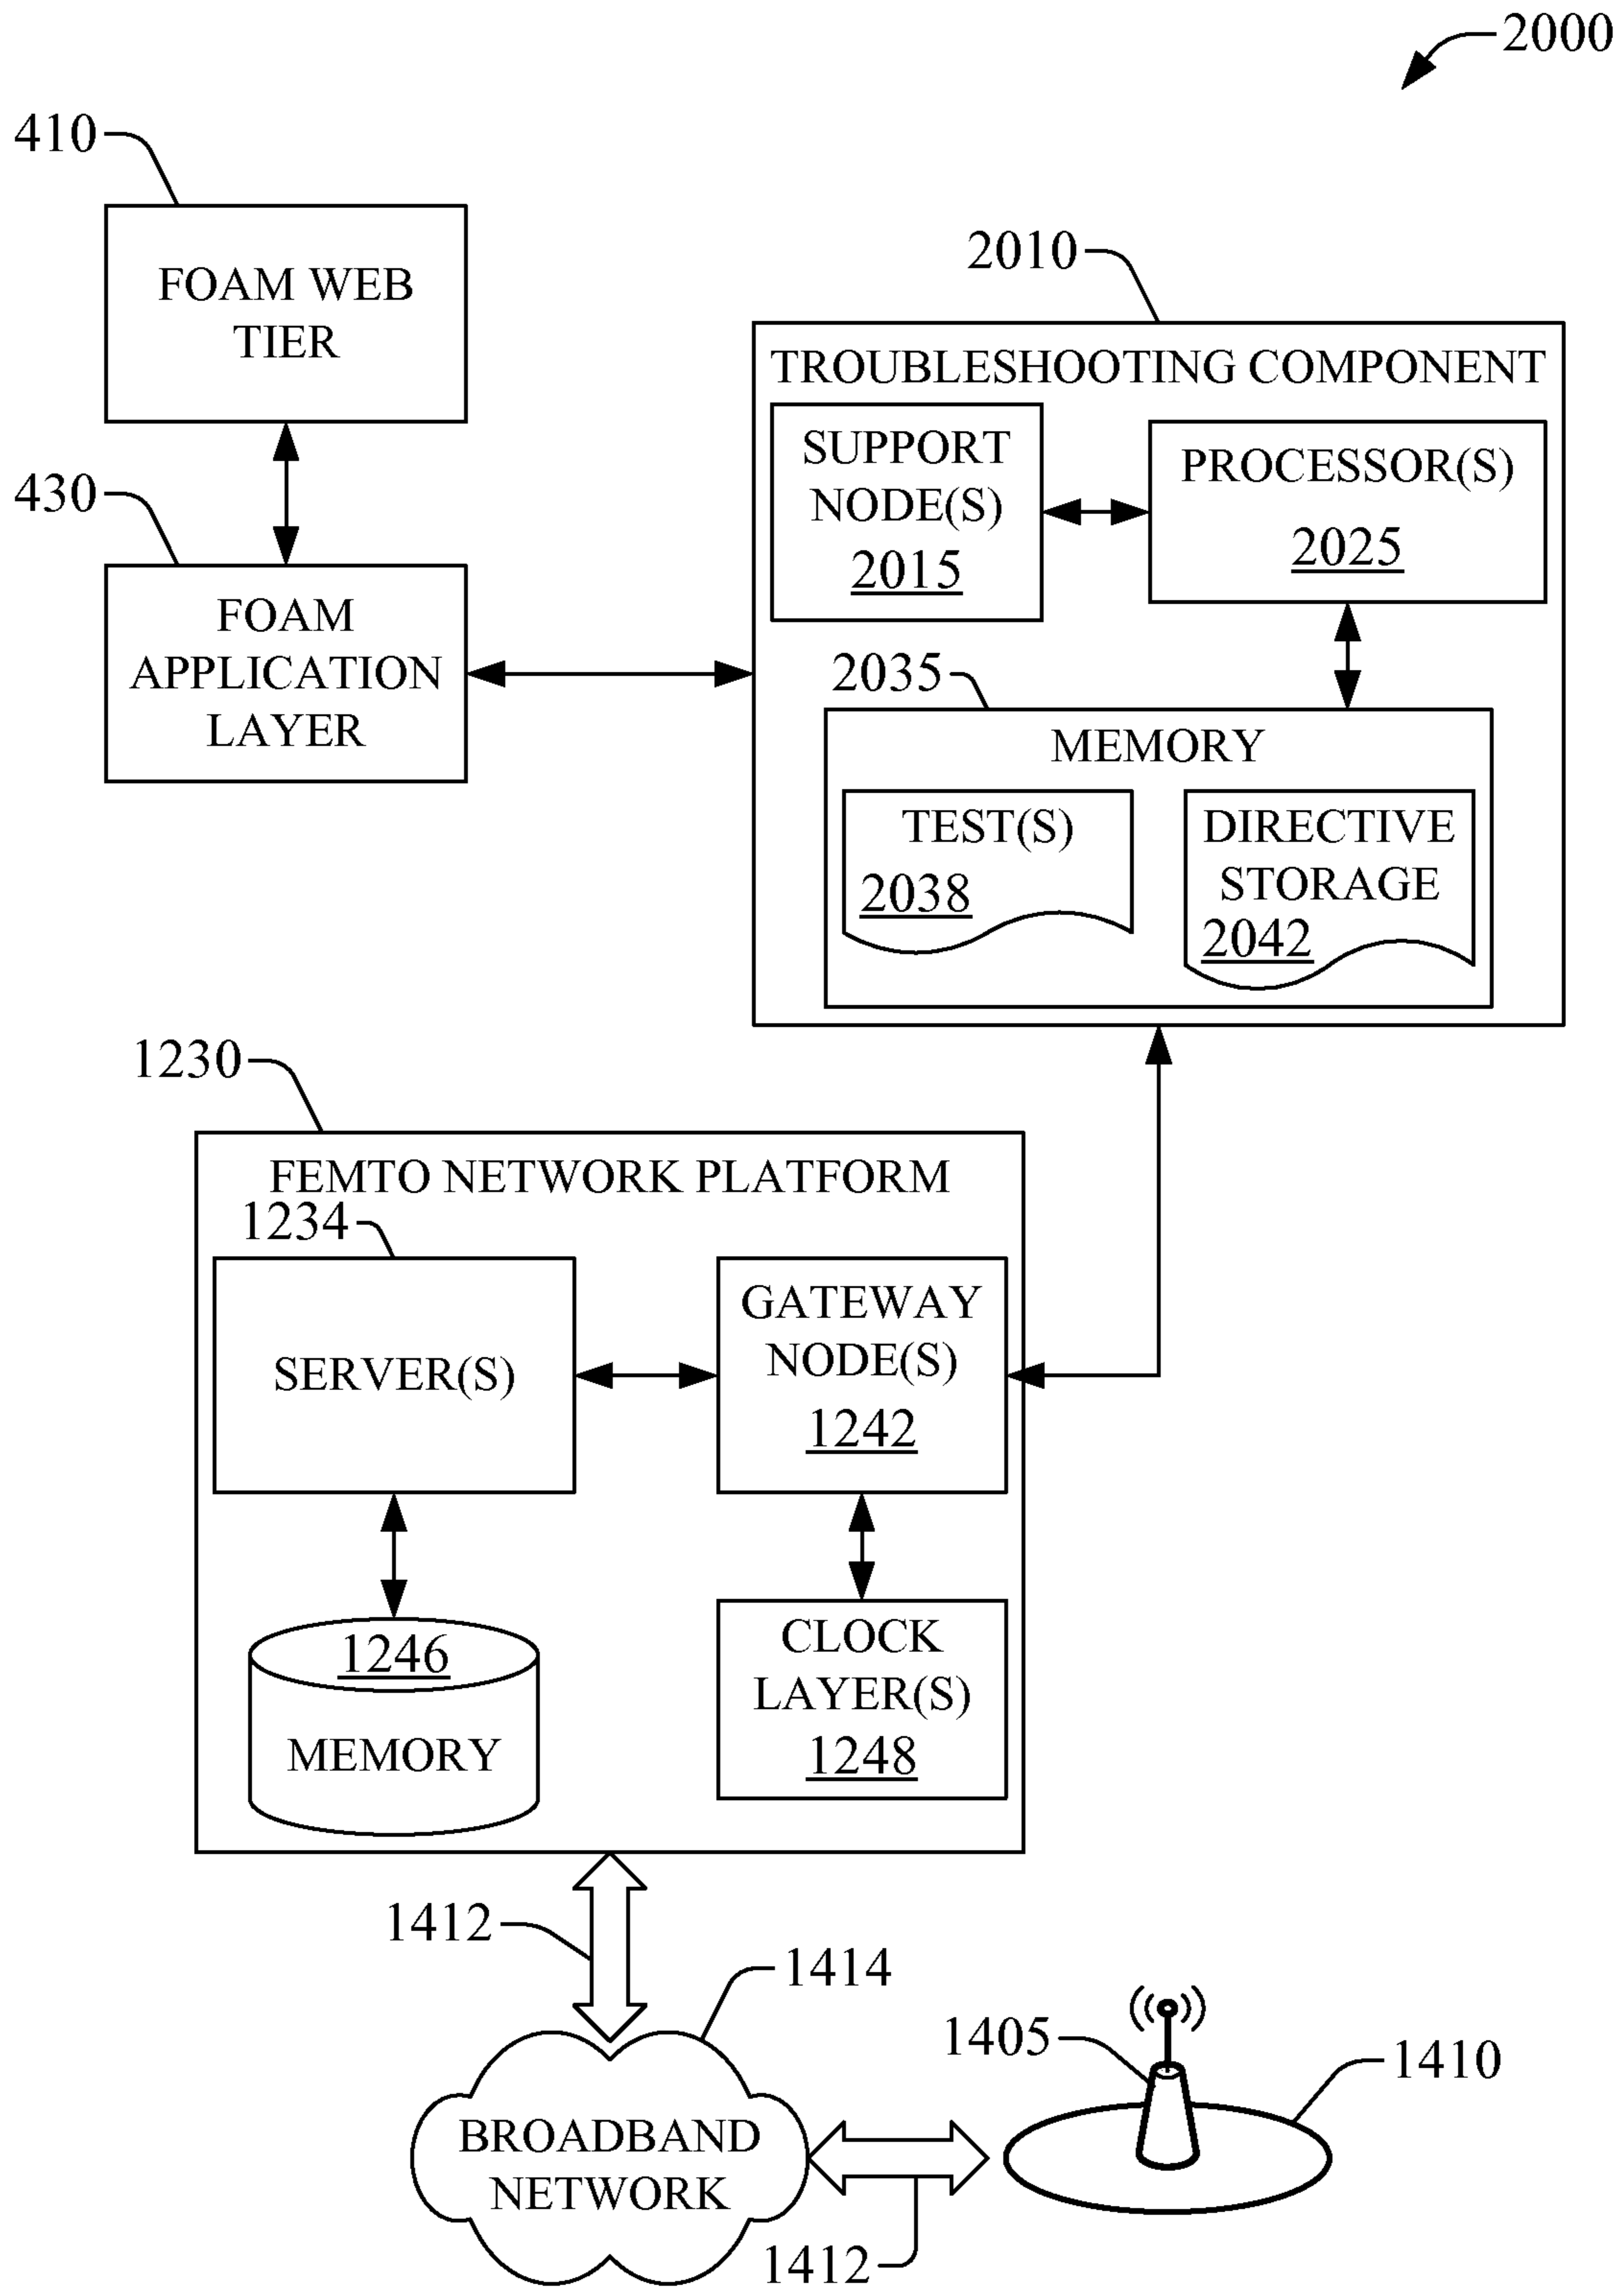 2000
410
FOAM WEB
TIER
2010
TROUBLESHOOTING COMPONENT
SUPPORT
NODE(S)
2015
PROCESSOR(S)
2025
430
FOAM
APPLICATION
LAYER
2035
MEMORY
TEST(S)
2038
DIRECTIVE
STORAGE
2042
1230
FEMTO NETWORK PLATFORM
1234
SERVER(S)
GATEWAY
NODE(S)
1242
1246
MEMORY
CLOCK
LAYER(S)
1248
1412
1414
1405
1410
BROADBAND
NETWORK
1412